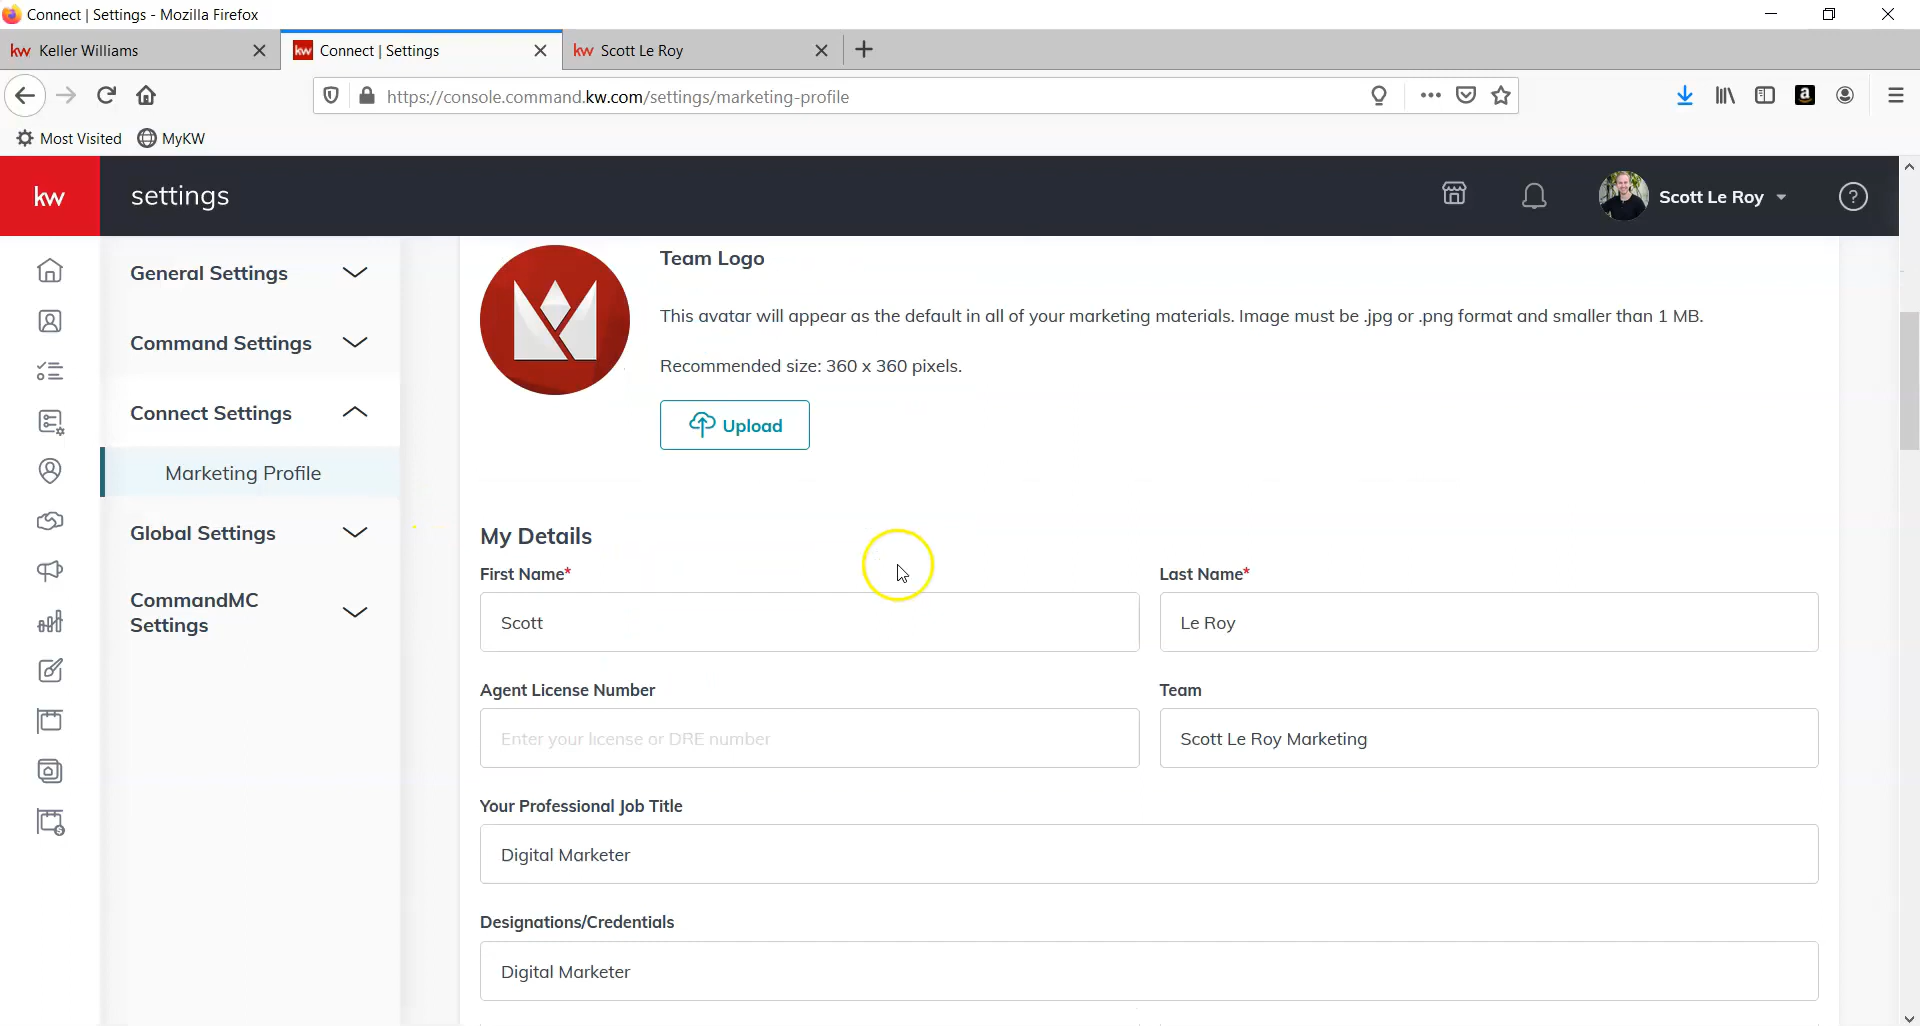 Connect | Settings - Mozilla Firefox
kw Keller Williams
kw Connect | Settings
kw Scott Le Roy
https://console.command.kw.com/settings/marketing-profile
a
Most Visited
MyKW
kw
settings
Scott Le Roy
?
General Settings
Command Settings
Connect Settings
Marketing Profile
Global Settings
CommandMC
Settings
Team Logo
This avatar will appear as the default in all of your marketing materials. Image must be .jpg or .png format and smaller than 1 MB.
Recommended size: 360 x 360 pixels.
Upload
My Details
First Name*
Last Name*
Scott
Le Roy
Agent License Number
Team
Enter your license or DRE number
Scott Le Roy Marketing
Your Professional Job Title
Digital Marketer
Designations/Credentials
Digital Marketer